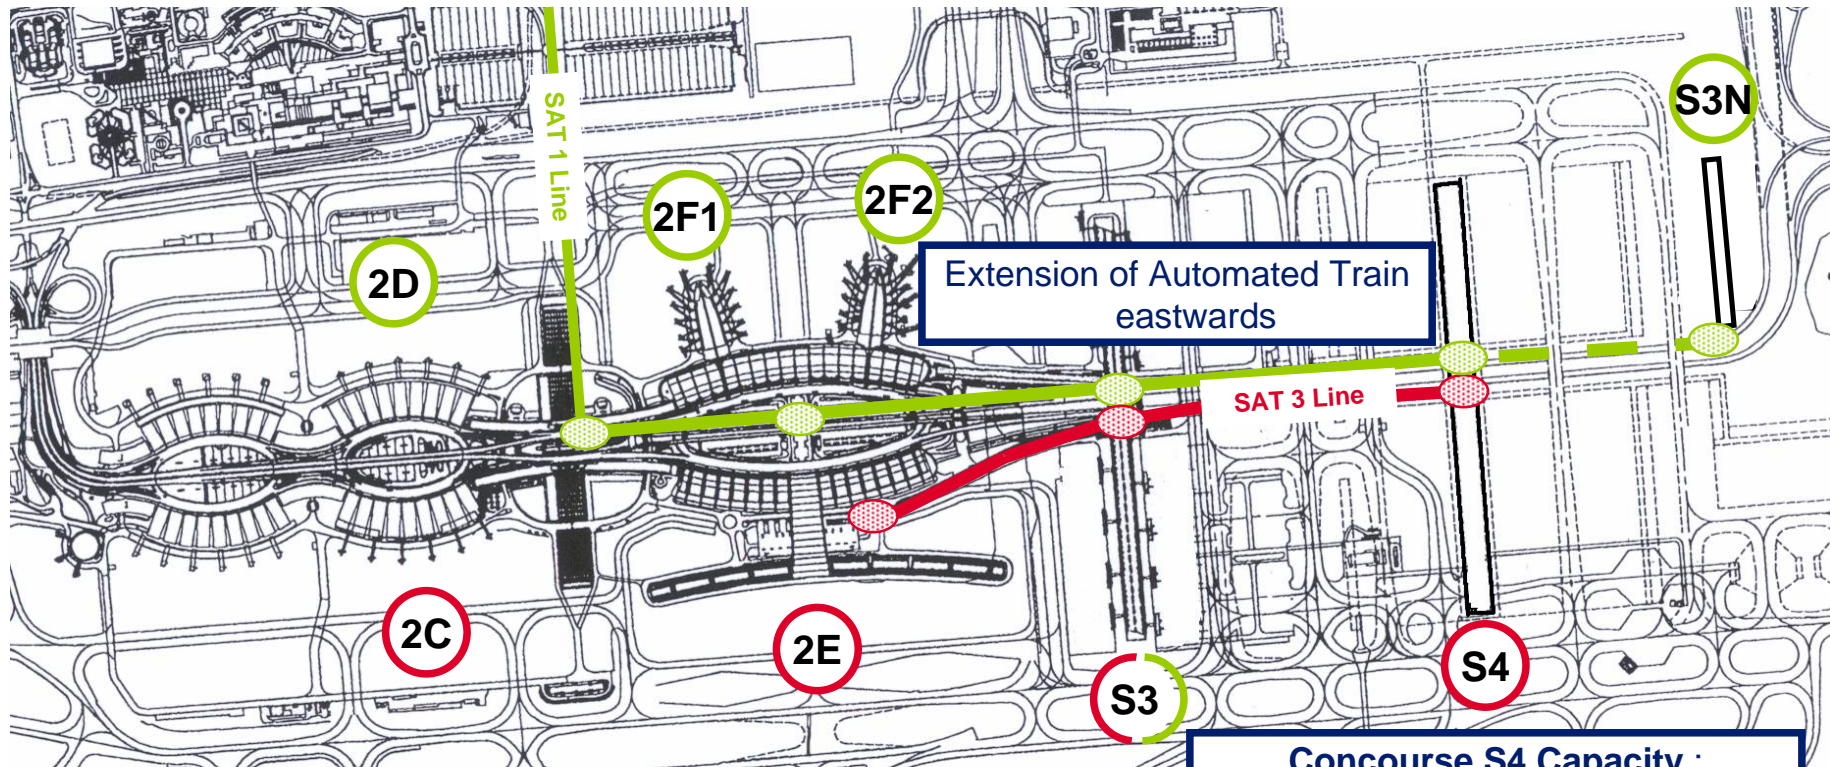 S3N
SAT 1 Line
2F1
2F2
2D
Extension of Automated Train
eastwards
SAT 3 Line
2C
2E
S3
S4
Concourse S4 Capacity :